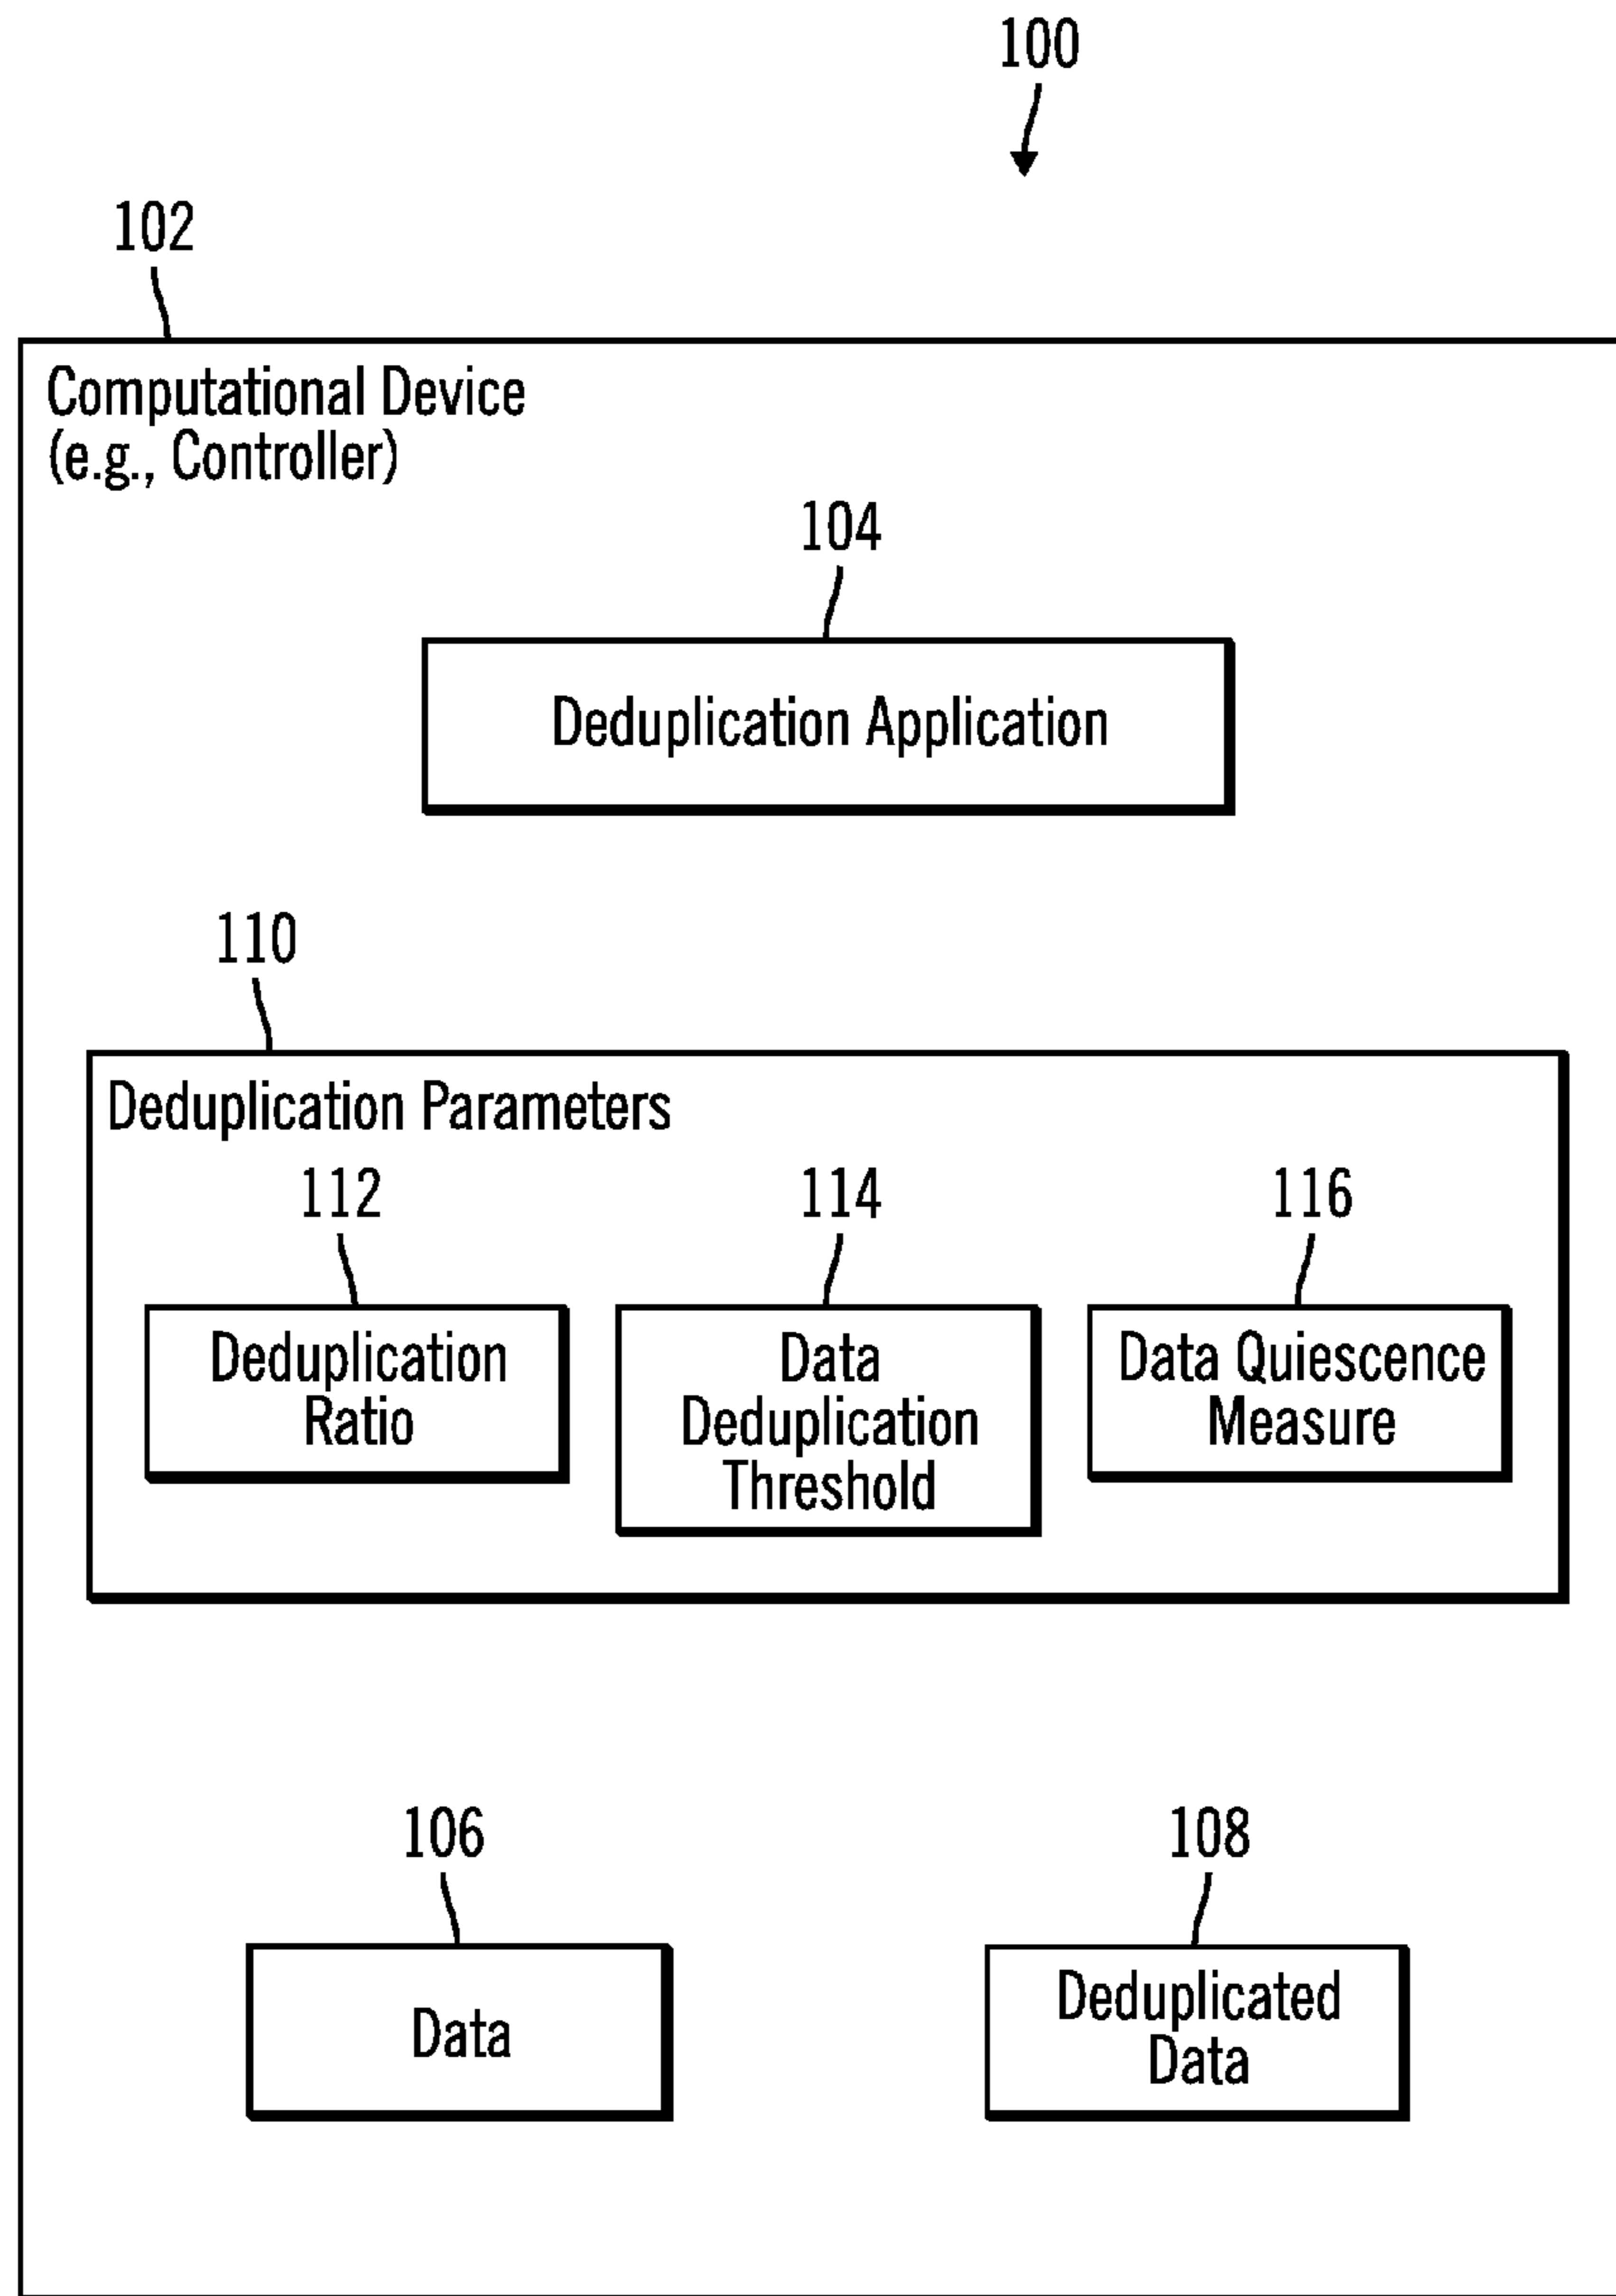 100
102
Computational Device
(e.g., Controller)
104
Deduplication Application
110
Deduplication Parameters
112
Deduplication
Ratio
114
Data
Deduplication
Threshold
116
Data Quiescence
Measure
106
Data
108
Deduplicated
Data